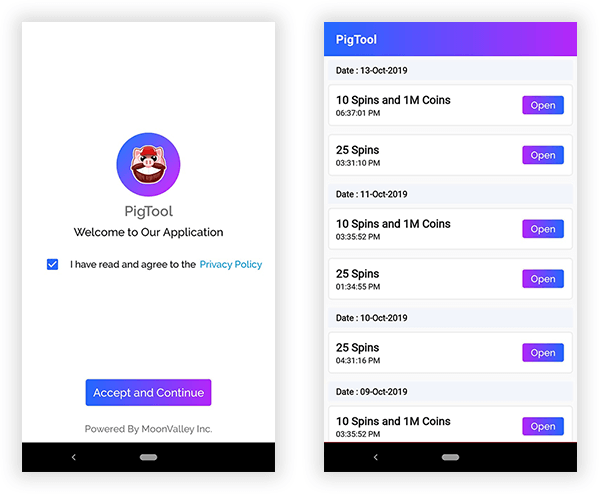 PigTool
Welcome to Our Application
I have read and agree to the Privacy Policy
Accept and Continue
Powered By MoonValley Inc.
PigTool
Date : 13-Oct-2019
10 Spins and 1M Coins
06:37:01 PM
Open
25 Spins
03:31:10 PM
Open
Date : 11-Oct-2019
10 Spins and 1M Coins
03:35:52 PM
Open
25 Spins
01:34:55 PM
Open
Date : 10-Oct-2019
25 Spins
04:31:16 PM
Open
Date : 09-Oct-2019
10 Spins and 1M Coins
03:35:52 PM
Open